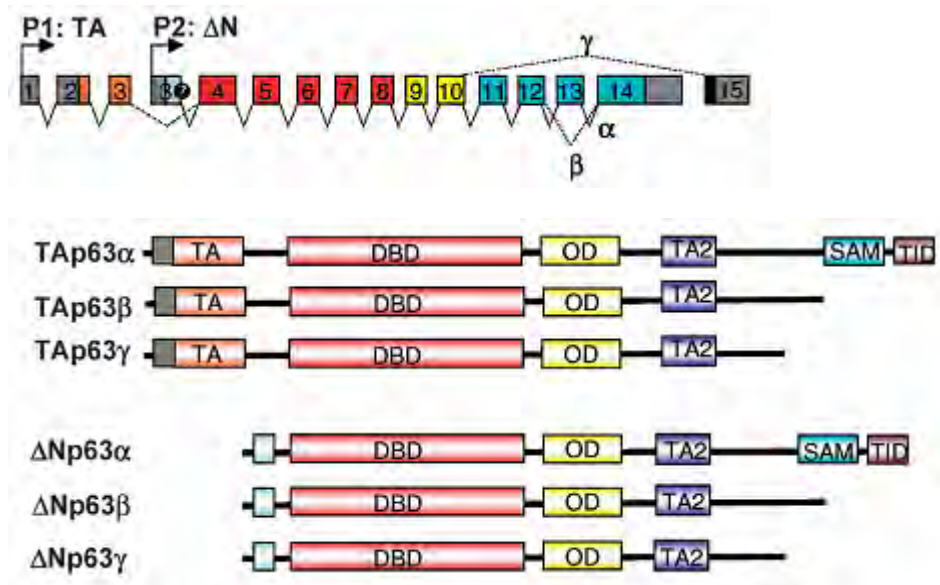 P1: TA P2: ΔN
γ
1 2 3 3' 4 5 6 7 8 9 10 11 12 13 14 15
α
β
TAp63α TA DBD OD TA2 SAM TID
TAp63β TA DBD OD TA2
TAp63γ TA DBD OD TA2
ΔNp63α DBD OD TA2 SAM TID
ΔNp63β DBD OD TA2
ΔNp63γ DBD OD TA2